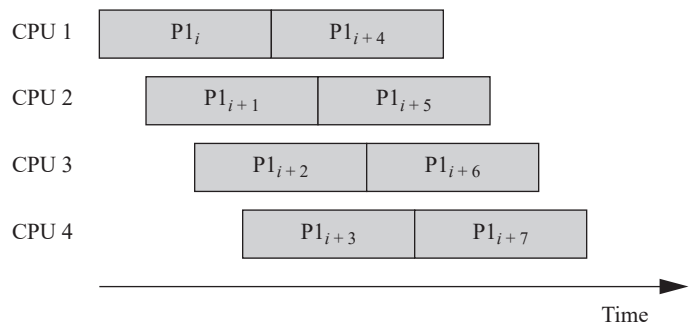 CPU 1 P1i P1i + 4
CPU 2 P1i + 1 P1i + 5
CPU 3 P1i + 2 P1i + 6
CPU 4 P1i + 3 P1i + 7
Time